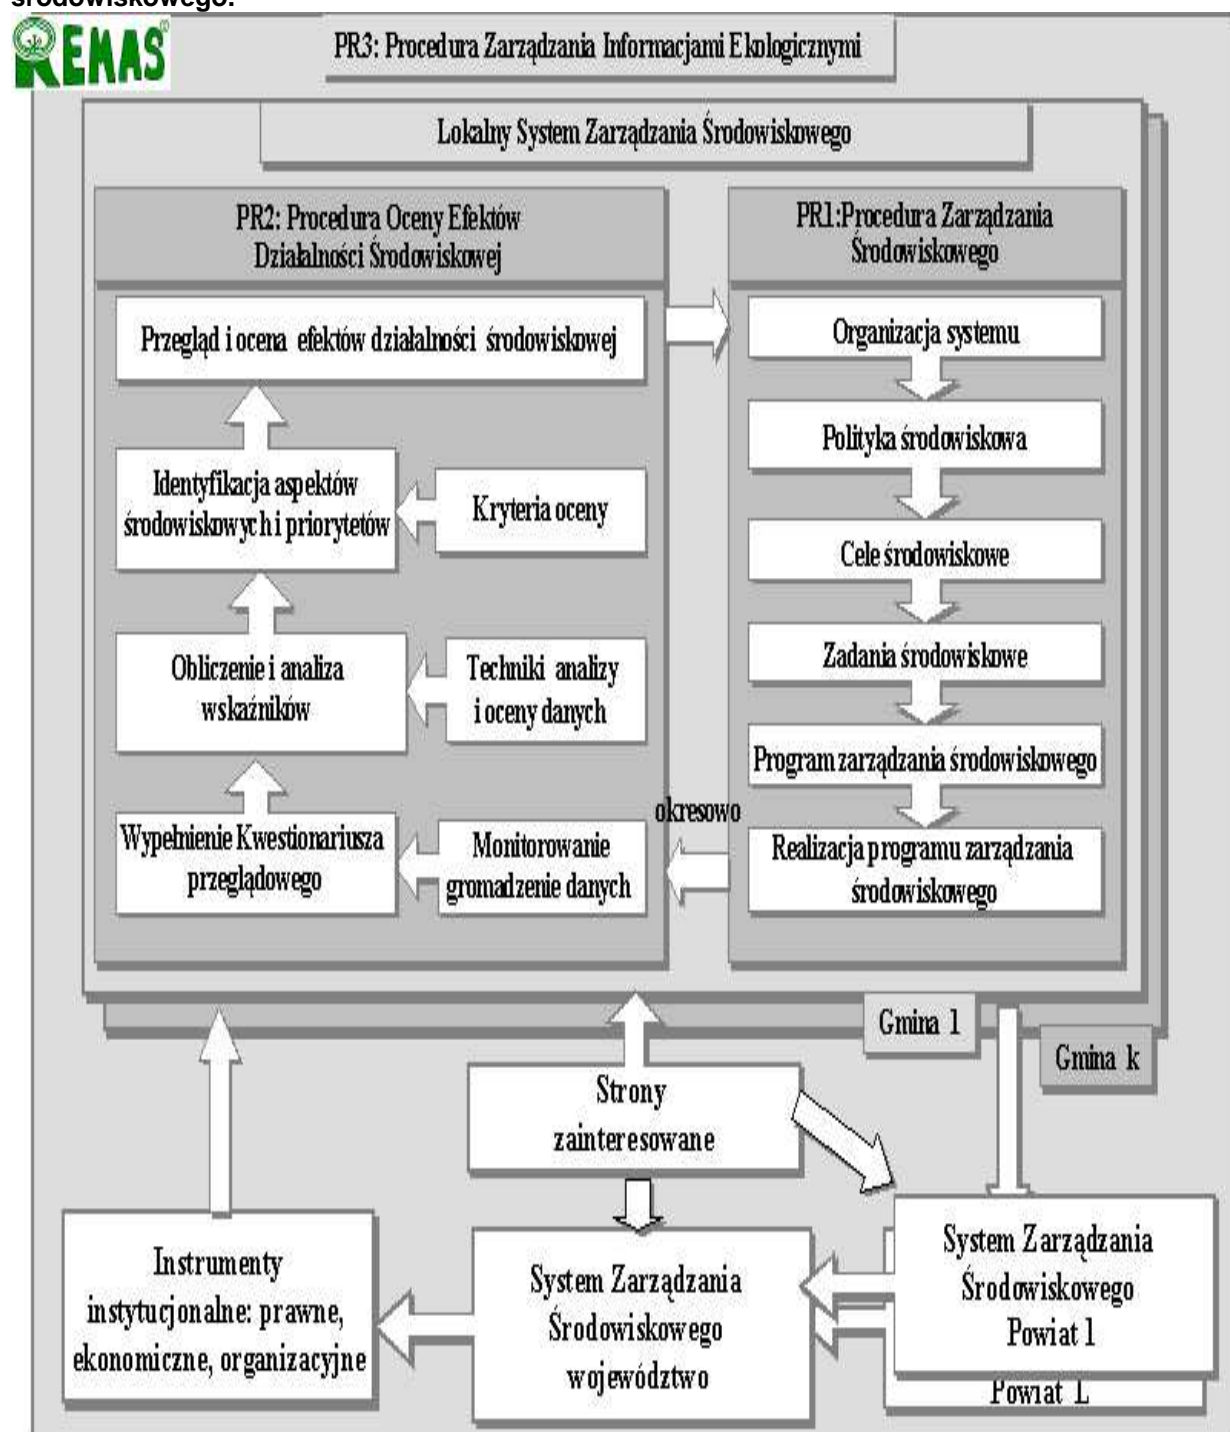 środowiskowego.
REMAS®
PR3: Procedura Zarządzania Informacjami Ekologicznymi
Lokalny System Zarządzania Środowiskowego
PR2: Procedura Oceny Efektów
Działalności Środowiskowej
Przegląd i ocena efektów działalności środowiskowej
Identyfikacja aspektów
środowiskowych i priorytetów
Kryteria oceny
Obliczenie i analiza
wskaźników
Techniki analizy
i oceny danych
Wypełnienie Kwestionariusza
przeglądowego
Monitorowanie
gromadzenie danych
okresowo
PR1:Procedura Zarządzania
Środowiskowego
Organizacja systemu
Polityka środowiskowa
Cele środowiskowe
Zadania środowiskowe
Program zarządzania środowiskowego
Realizacja programu zarządzania
środowiskowego
Gmina 1
Gmina k
Strony
zainteresowane
Instrumenty
instytucjonalne: prawne,
ekonomiczne, organizacyjne
System Zarządzania
Środowiskowego
województwo
System Zarządzania
Środowiskowego
Powiat 1
Powiat L